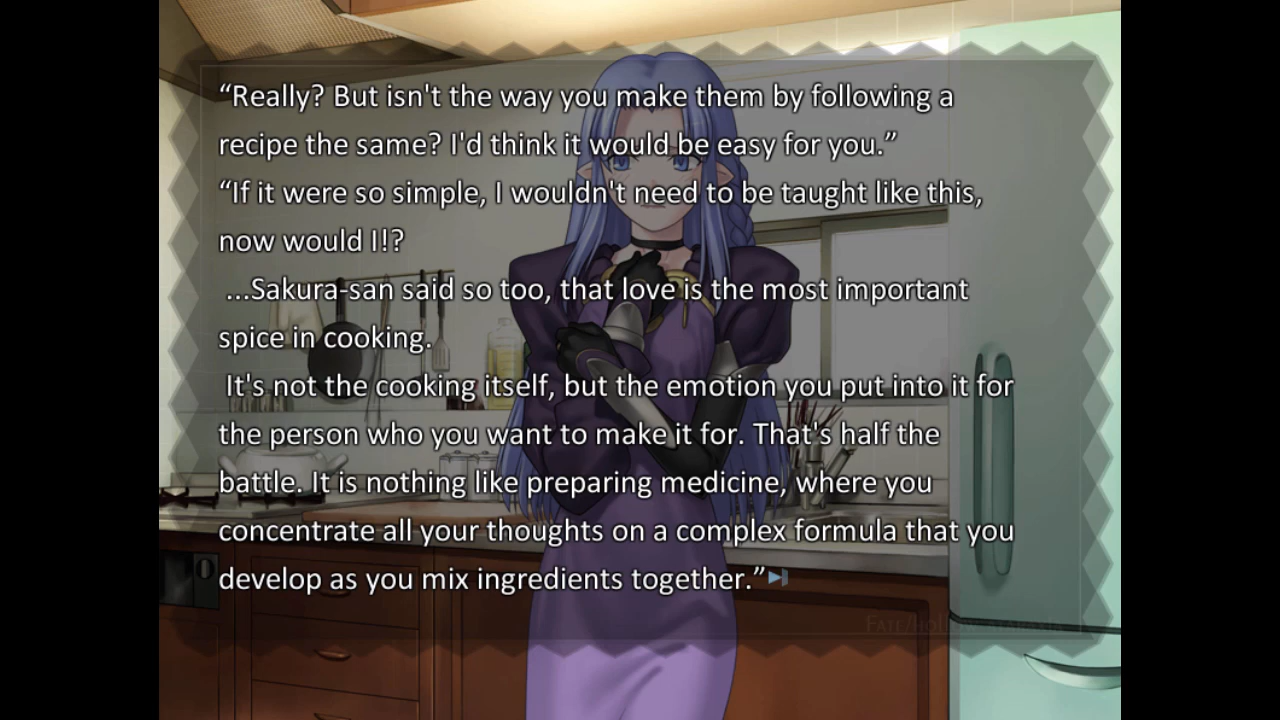 “Really? But isn't the way you make them by following a
recipe the same? I'd think it would be easy for you.”
“If it were so simple, I wouldn't need to be taught like this,
now would I!?
...Sakura-san said so too, that love is the most important
spice in cooking.
It's not the cooking itself, but the emotion you put into it for
the person who you want to make it for. That's half the
battle. It is nothing like preparing medicine, where you
concentrate all your thoughts on a complex formula that you
develop as you mix ingredients together.”
Fate/hollow ataraxia